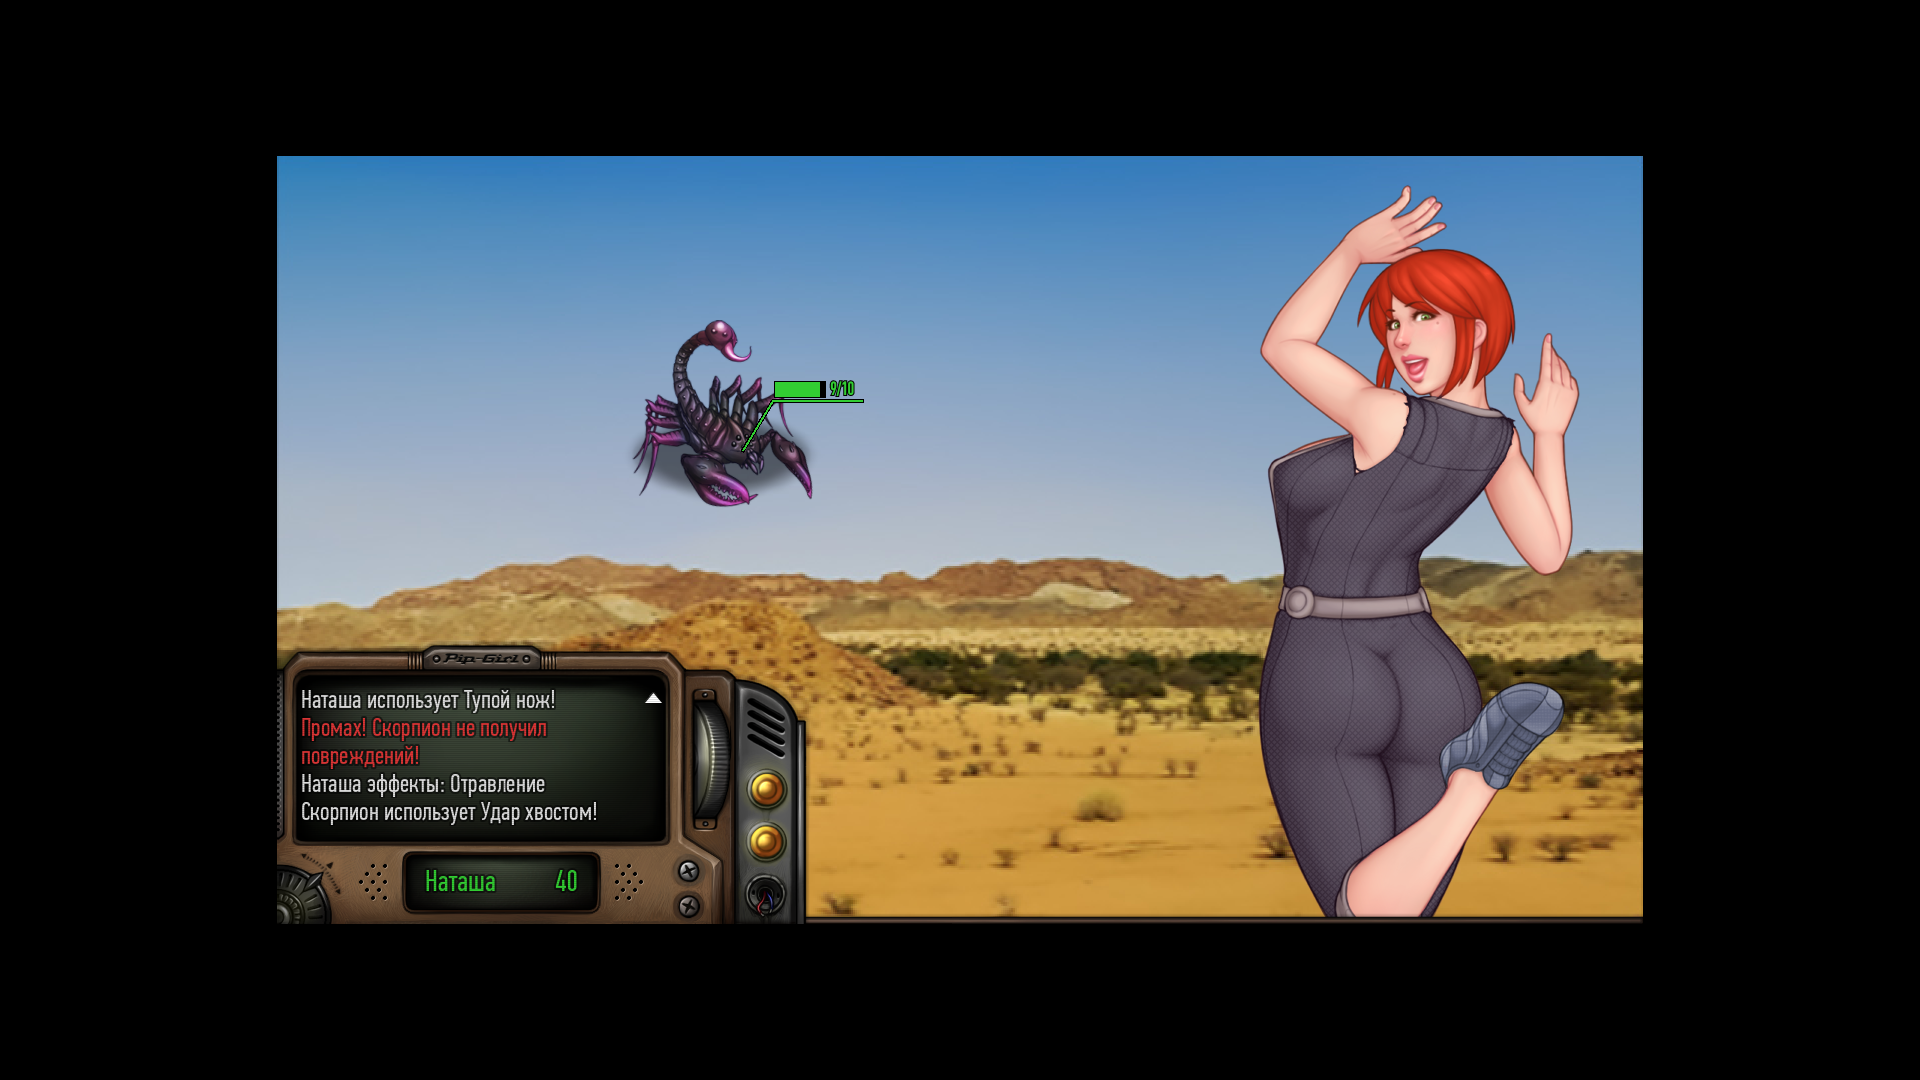 9/10
Pip-Girl
Наташа использует Тупой нож!
Промах! Скорпион не получил
повреждений!
Наташа эффекты: Отравление
Скорпион использует Удар хвостом!
Наташа 40